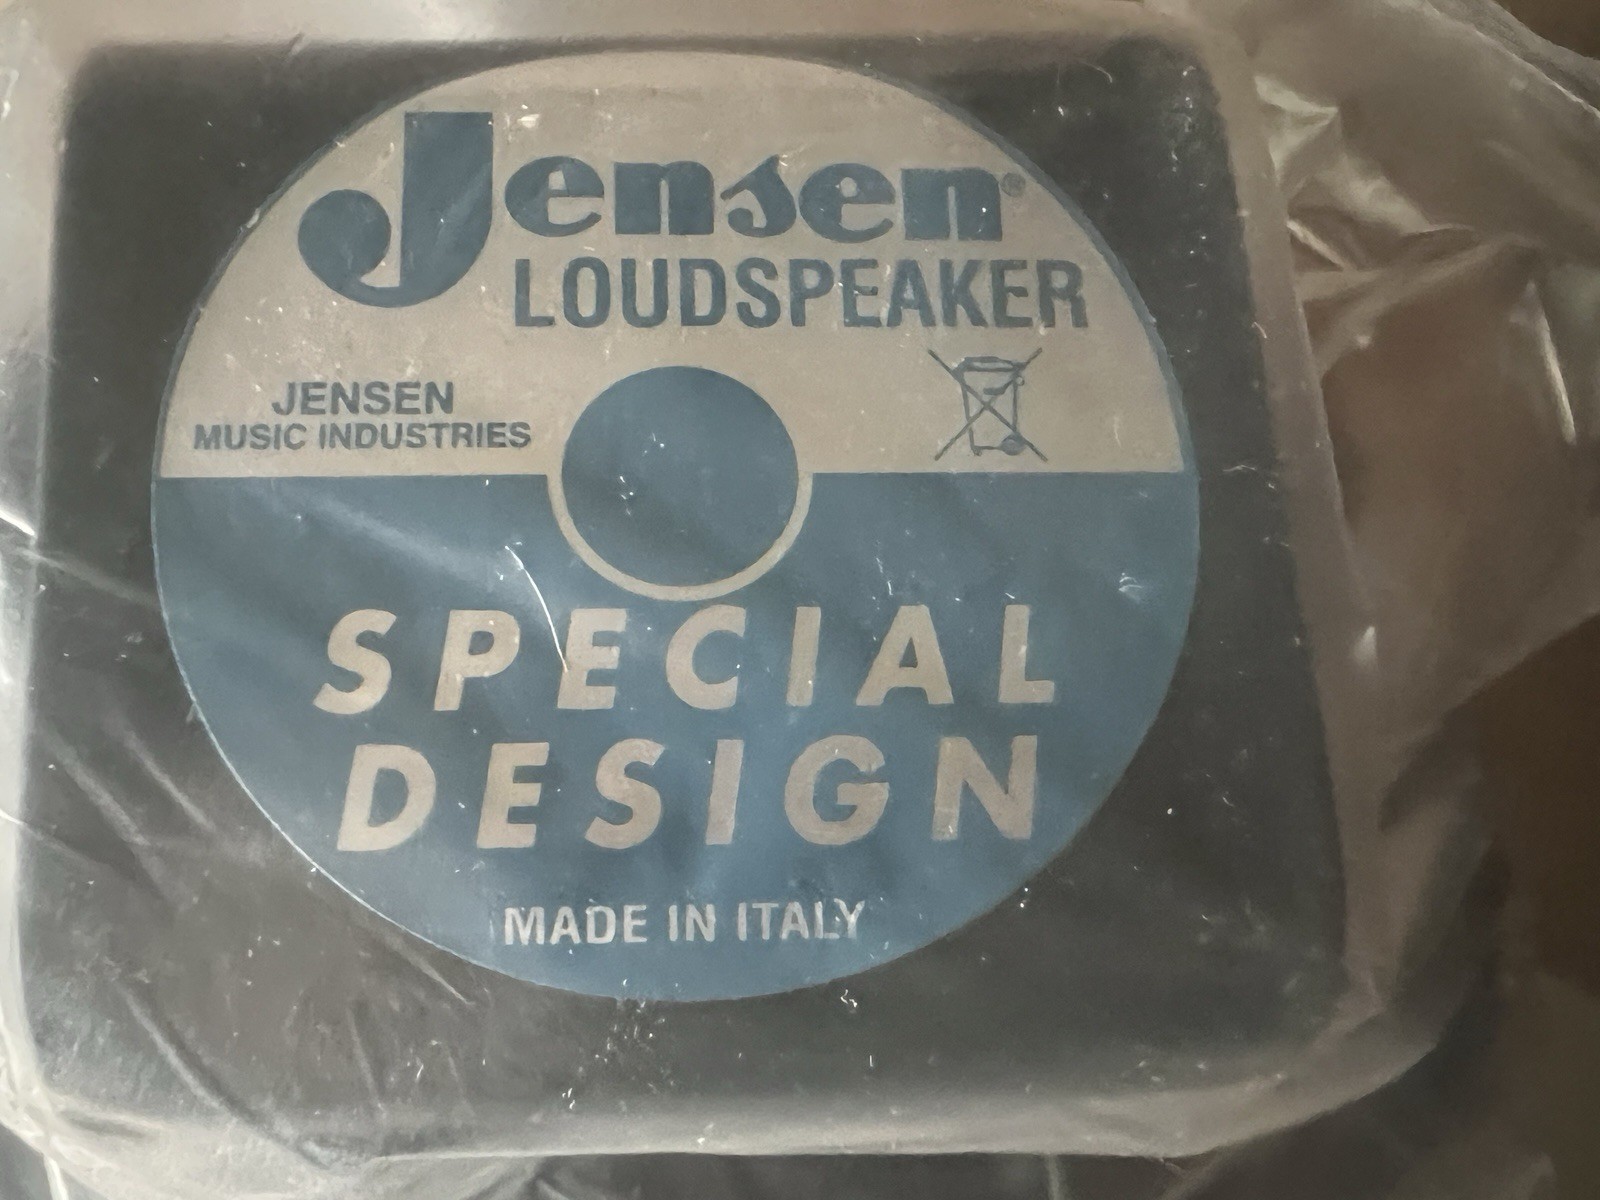 Jensen®
LOUDSPEAKER
JENSEN
MUSIC INDUSTRIES
SPECIAL
DESIGN
MADE IN ITALY